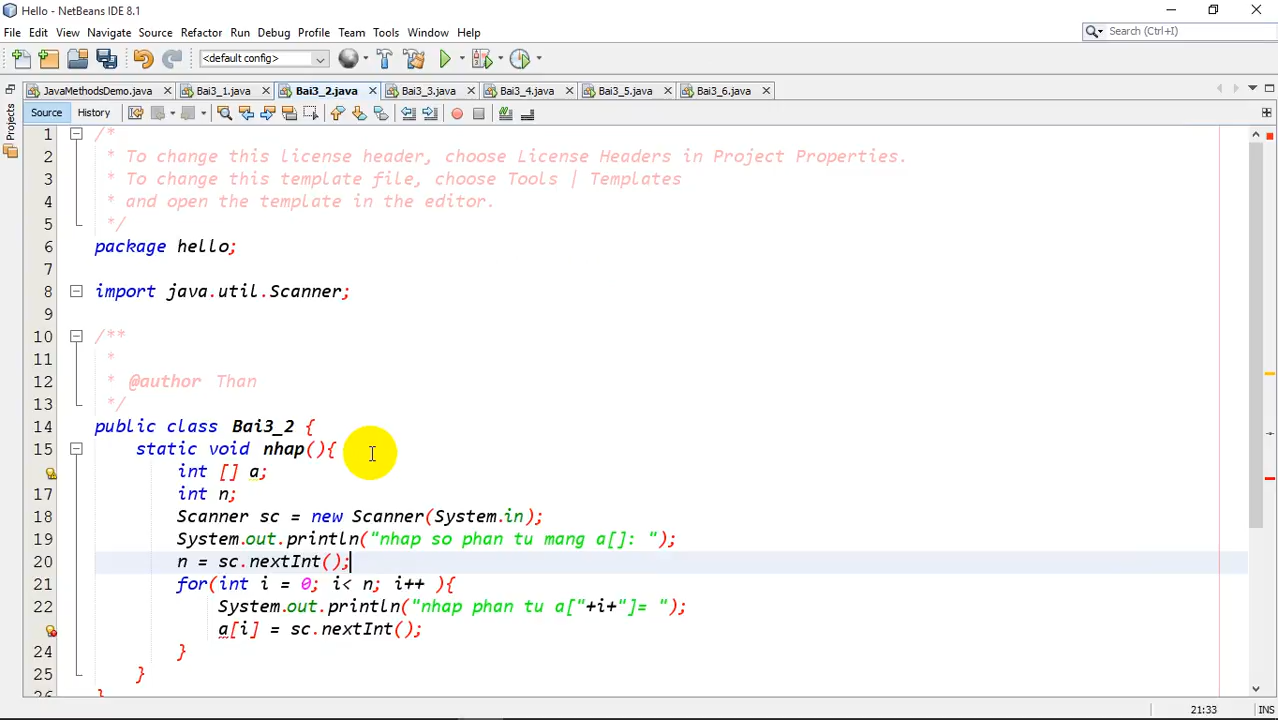 Hello - NetBeans IDE 8.1
File Edit View Navigate Source Refactor Run Debug Profile Team Tools Window Help
Search (Ctrl+I)
<default config>
JavaMethodsDemo.java Bai3_1.java Bai3_2.java Bai3_3.java Bai3_4.java Bai3_5.java Bai3_6.java
Projects
Source History
1 /*
2 * To change this license header, choose License Headers in Project Properties.
3 * To change this template file, choose Tools | Templates
4 * and open the template in the editor.
5 */
6 package hello;
7
8 import java.util.Scanner;
9
10 /**
11 *
12 * @author Than
13 */
14 public class Bai3_2 {
15 static void nhap(){
int [] a;
17 int n;
18 Scanner sc = new Scanner(System.in);
19 System.out.println("nhap so phan tu mang a[]: ");
20 n = sc.nextInt();
21 for(int i = 0; i< n; i++ ){
22 System.out.println("nhap phan tu a["+i+"]= ");
a[i] = sc.nextInt();
24 }
25 }
26 }
21:33 INS